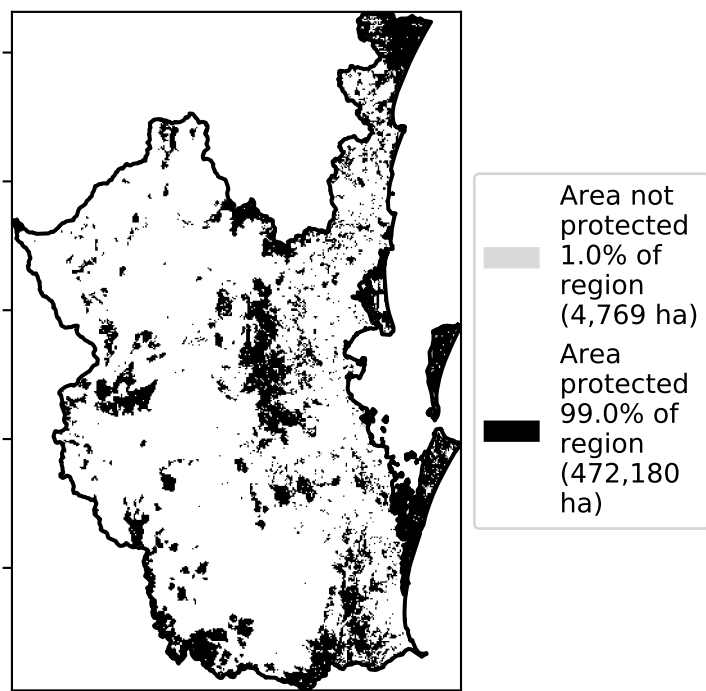 Area not
protected
1.0% of
region
(4,769 ha)
Area
protected
99.0% of
region
(472,180
ha)